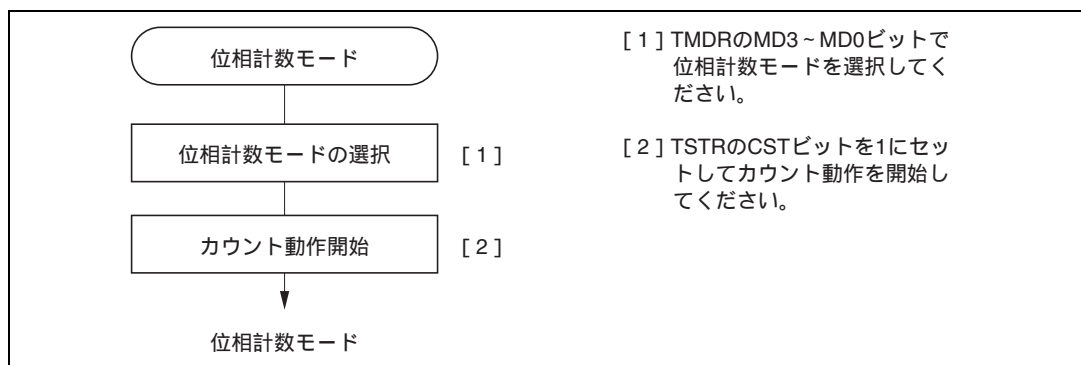 位相計数モード
位相計数モードの選択 [1]
カウント動作開始 [2]
位相計数モード
[1] TMDRのMD3~MD0ビットで
位相計数モードを選択してく
ださい。
[2] TSTRのCSTビットを1にセッ
トしてカウント動作を開始し
てください。